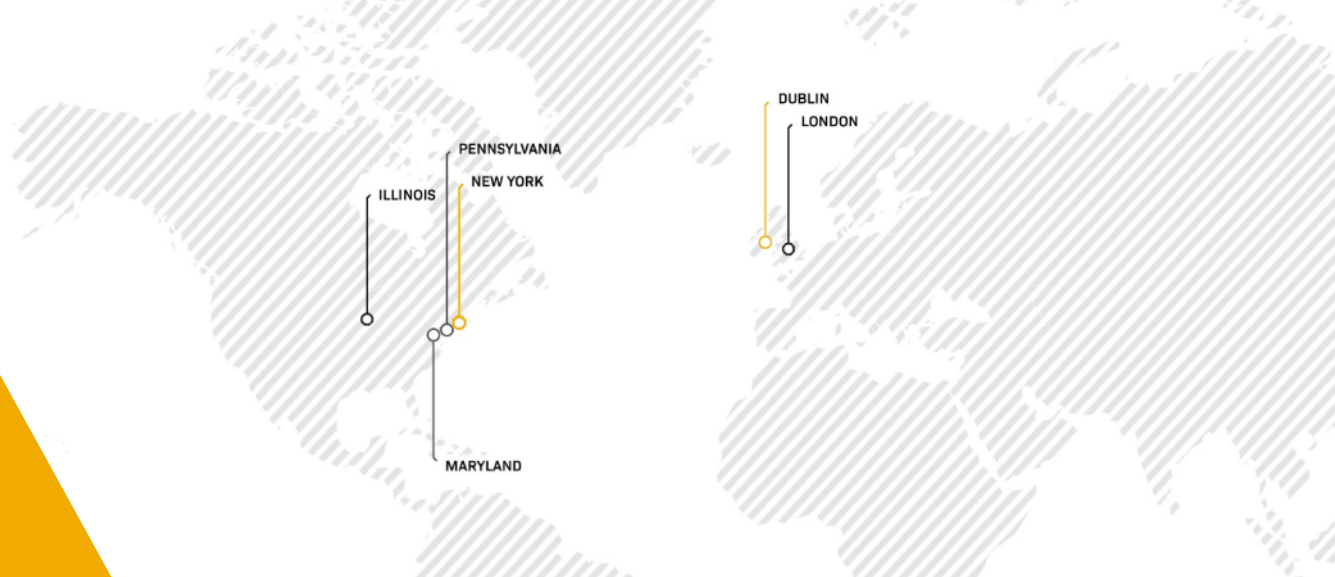 DUBLIN
LONDON
PENNSYLVANIA
NEW YORK
ILLINOIS
MARYLAND